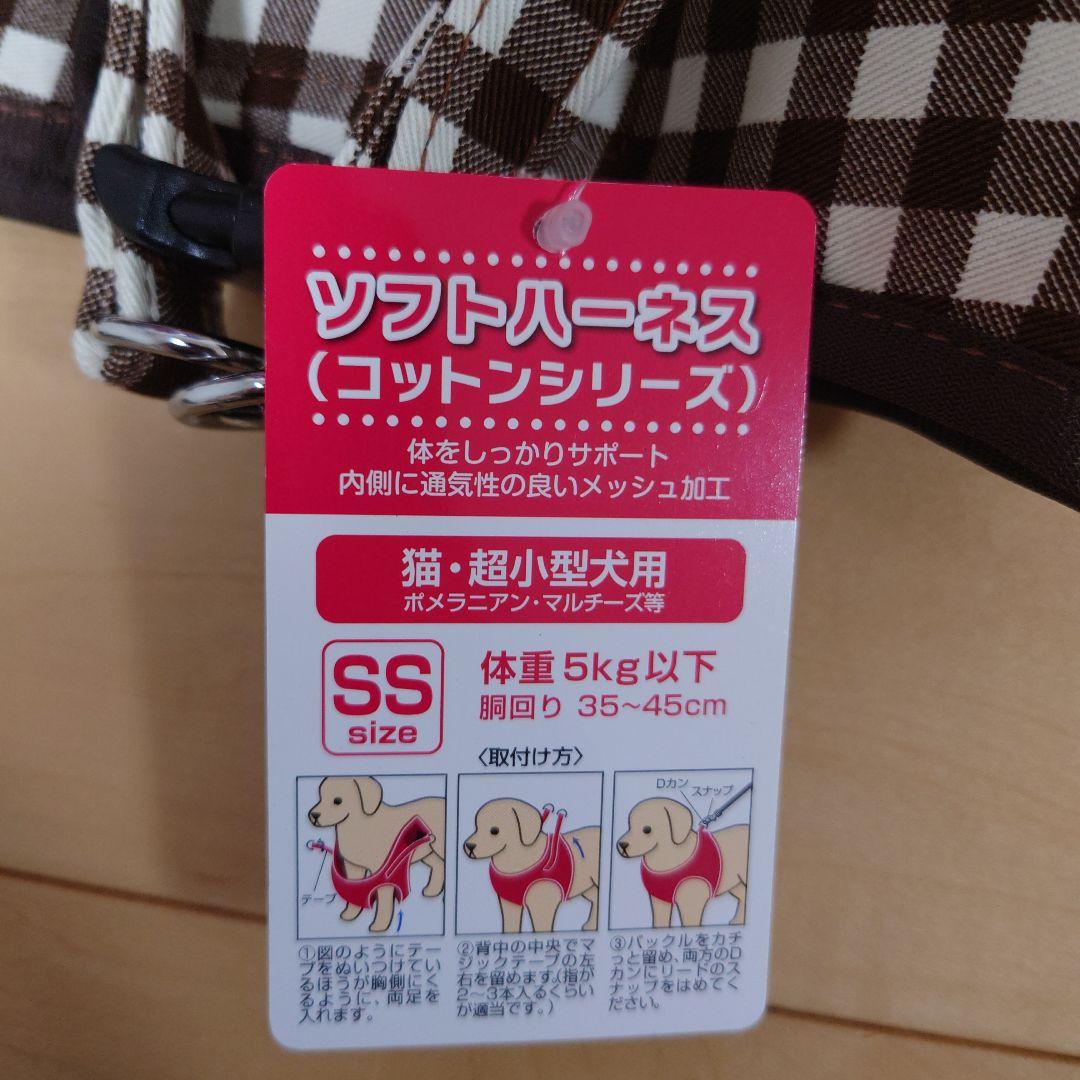 ソフトハーネス
(コットンシリーズ)
体をしっかりサポート
内側に通気性の良いメッシュ加工
猫・超小型犬用
ポメラニアン・マルチーズ等
SS
size
体重5kg以下
胴回り 35~45cm
〈取付け方〉
テープ
Dカン
スナップ
①図のようにテー
プをぬいつけてい
るほうが胸側にく
るように、両足を
入れます。
②背中の中央でマ
ジックテープの左
右を留めます。(指が
2~3本入るくらい
が適当です。)
③バックルをカチ
っと留め、両方のD
カンにリードのス
ナップをはめてく
ださい。